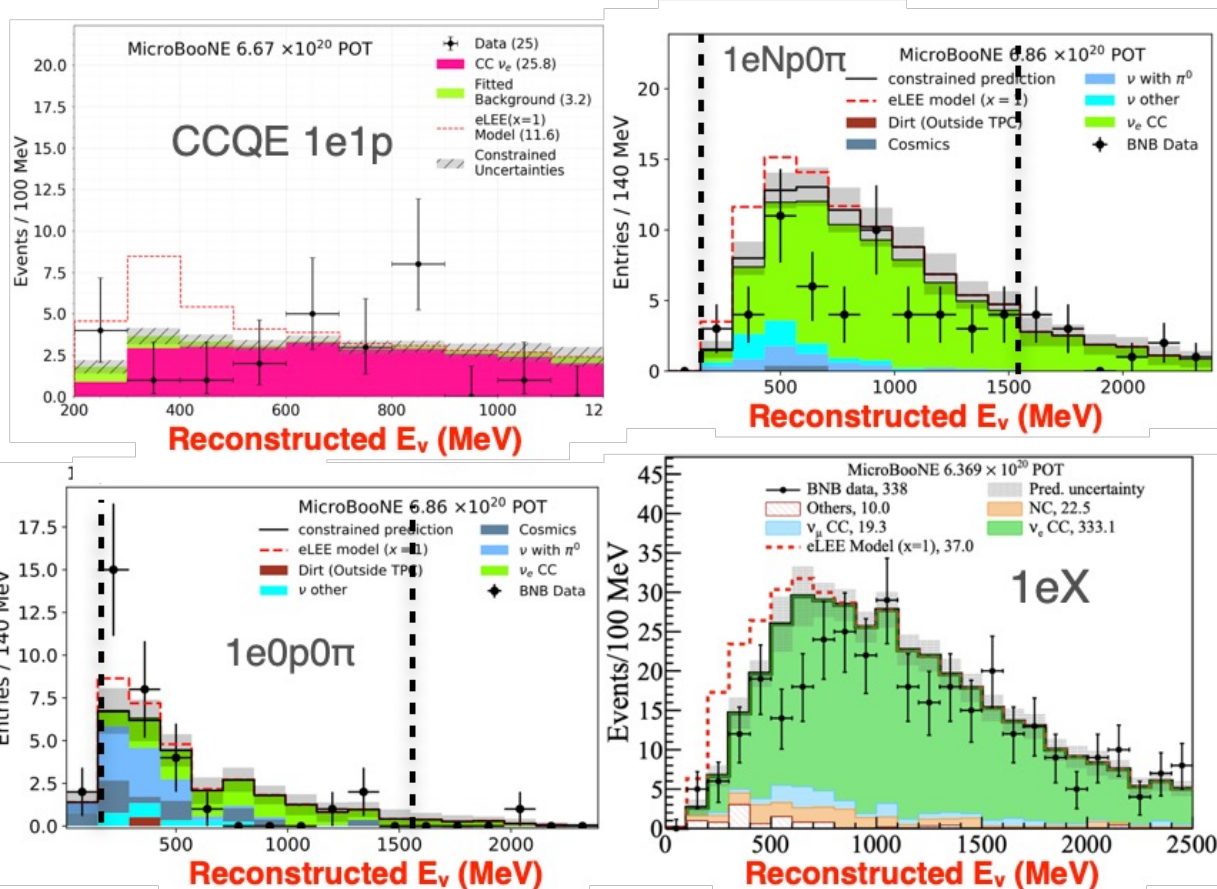 MicroBooNE 6.67 ×10²⁰ POT
Data (25)
CC νe (25.8)
Fitted
Background (3.2)
eLEE(x=1)
Model (11.6)
Constrained
Uncertainties
CCQE 1e1p
Events / 100 MeV
20.0
17.5
15.0
12.5
10.0
7.5
5.0
2.5
0.0
200 400 600 800 1000 12
Reconstructed Eν (MeV)
1eNp0π
MicroBooNE 6.86 ×10²⁰ POT
constrained prediction
eLEE model (x = 1)
Dirt (Outside TPC)
Cosmics
ν with π⁰
ν other
νe CC
BNB Data
Entries / 140 MeV
20
15
10
5
0
500 1000 1500 2000
Reconstructed Eν (MeV)
MicroBooNE 6.86 ×10²⁰ POT
constrained prediction
eLEE model (x = 1)
Dirt (Outside TPC)
ν other
Cosmics
ν with π⁰
νe CC
BNB Data
1e0p0π
Entries / 140 MeV
17.5
15.0
12.5
10.0
7.5
5.0
2.5
0.0
500 1000 1500 2000
Reconstructed Eν (MeV)
MicroBooNE 6.369 × 10²⁰ POT
BNB data, 338
Pred. uncertainty
Others, 10.0
NC, 22.5
νμ CC, 19.3
νe CC, 333.1
eLEE Model (x=1), 37.0
1eX
Events/100 MeV
45
40
35
30
25
20
15
10
5
0
0 500 1000 1500 2000 2500
Reconstructed Eν (MeV)